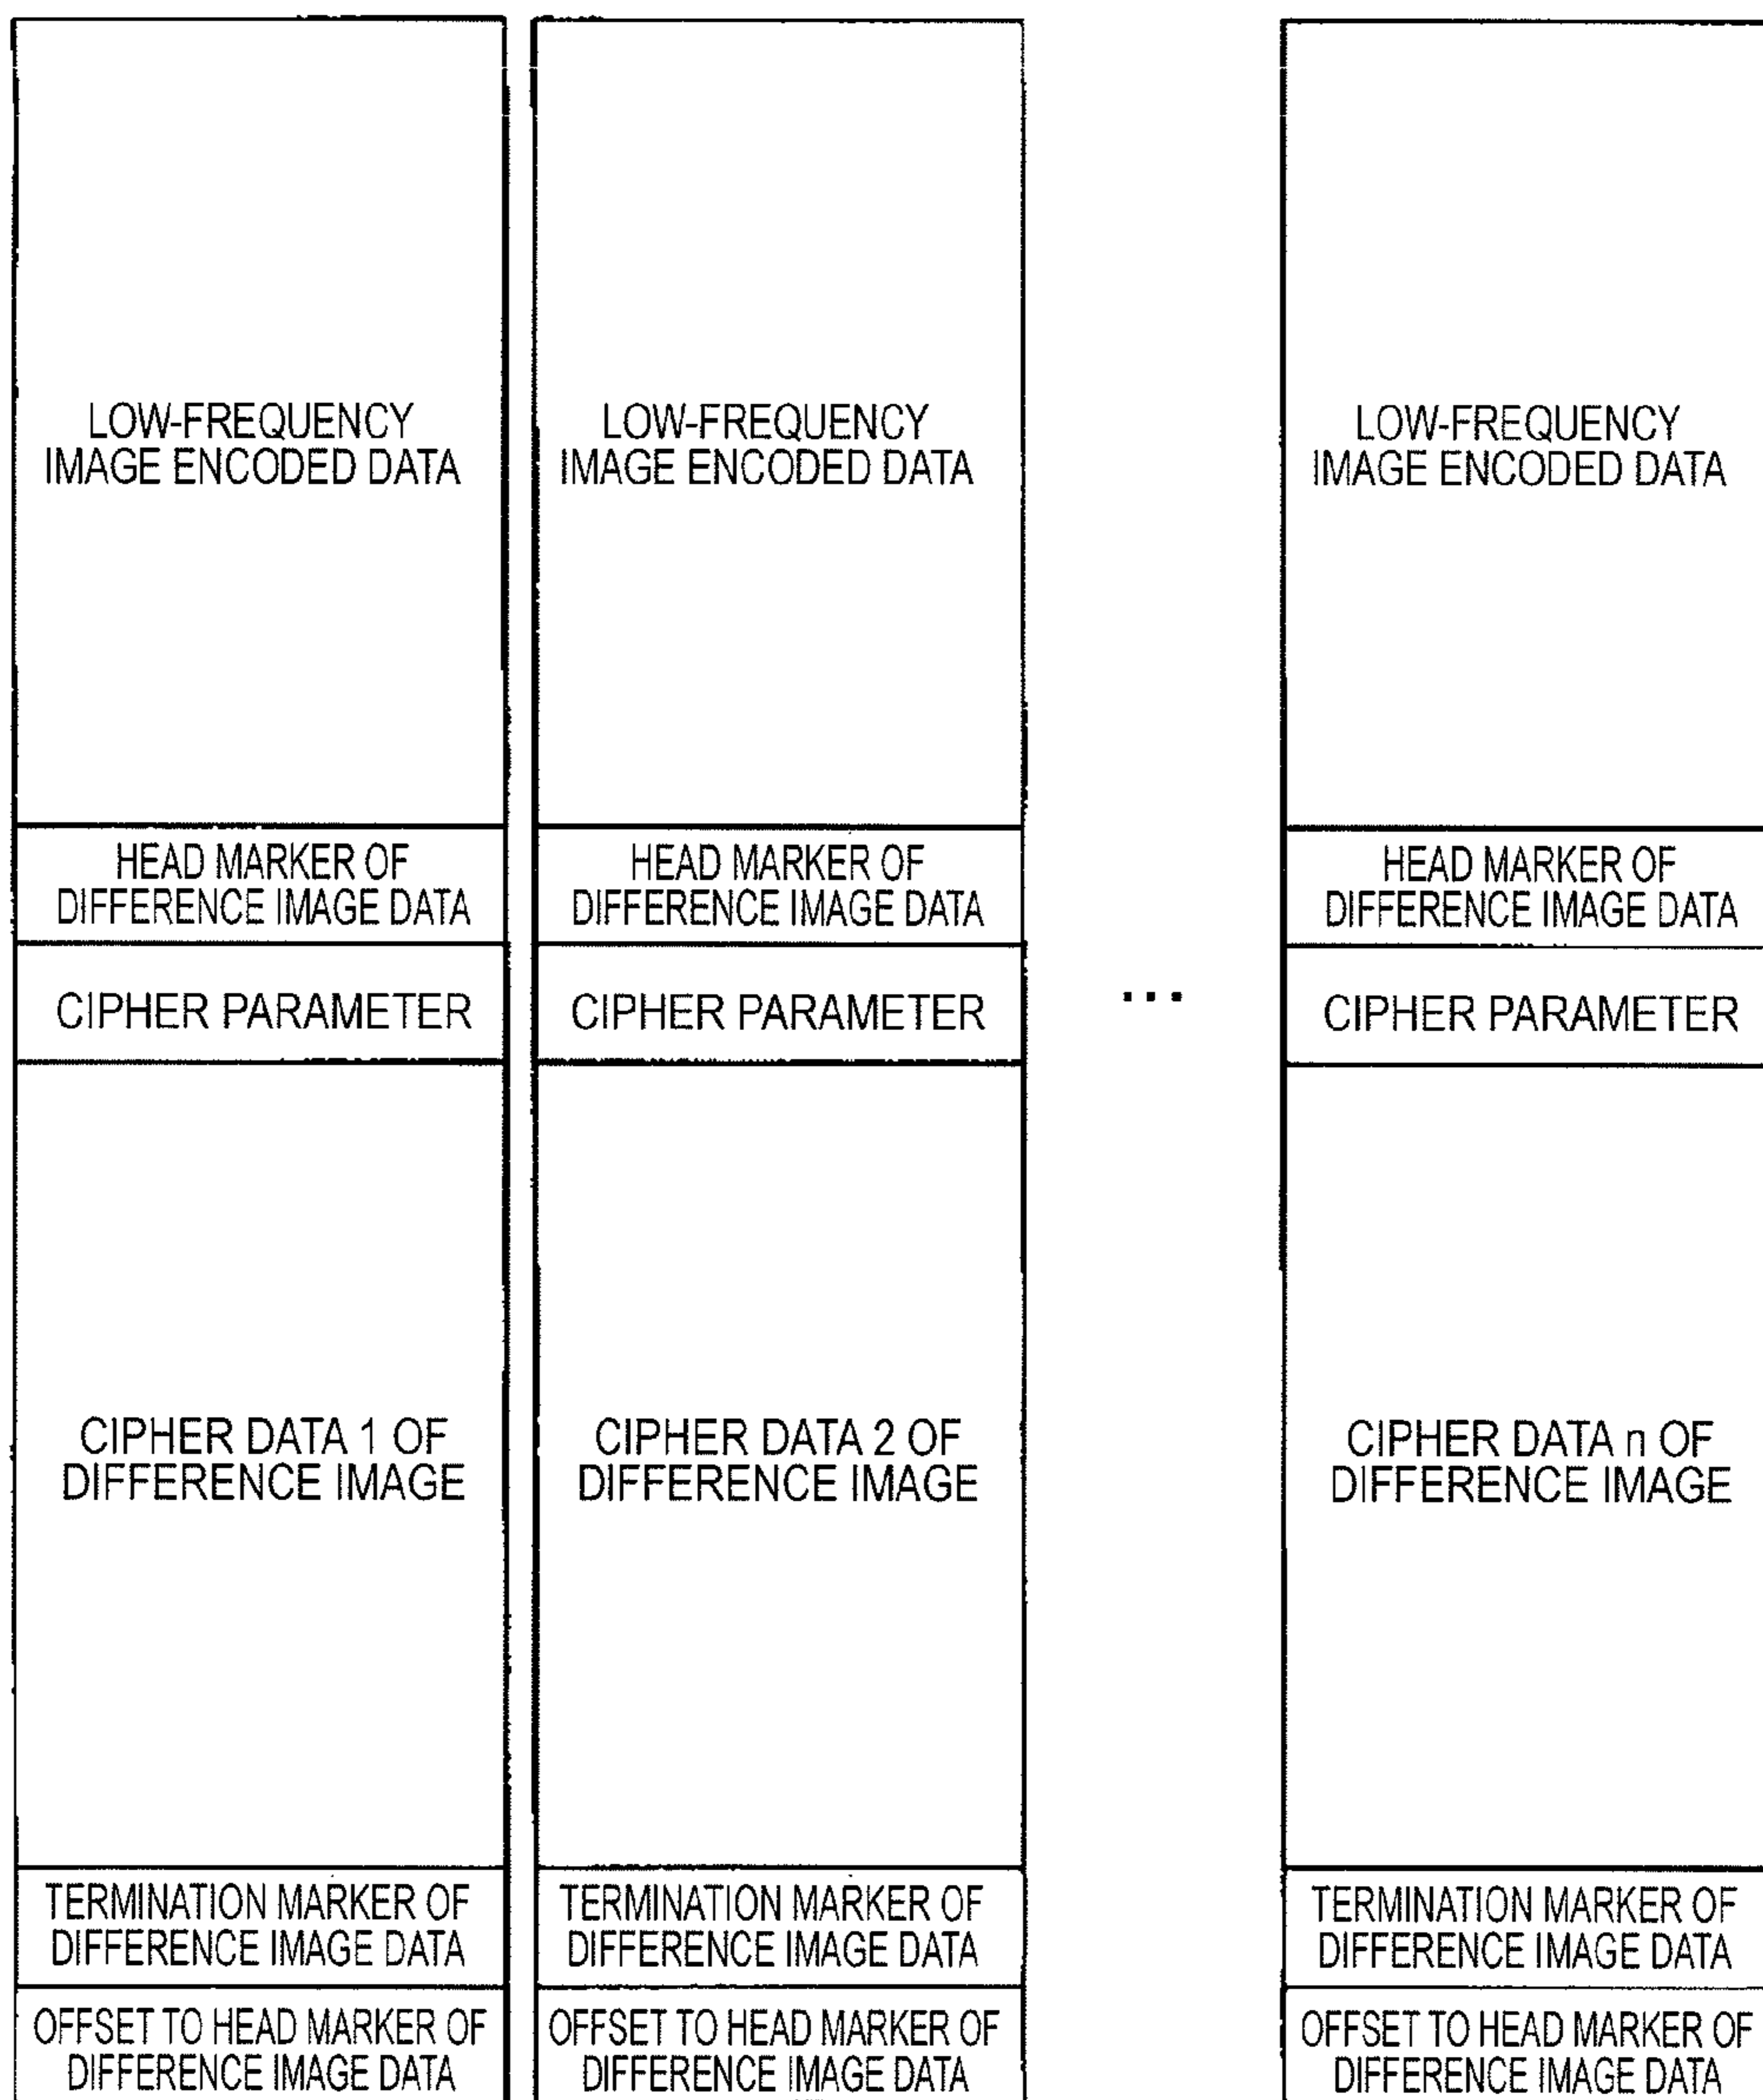 LOW-FREQUENCY
IMAGE ENCODED DATA
HEAD MARKER OF
DIFFERENCE IMAGE DATA
CIPHER PARAMETER
CIPHER DATA 1 OF
DIFFERENCE IMAGE
TERMINATION MARKER OF
DIFFERENCE IMAGE DATA
OFFSET TO HEAD MARKER OF
DIFFERENCE IMAGE DATA
LOW-FREQUENCY
IMAGE ENCODED DATA
HEAD MARKER OF
DIFFERENCE IMAGE DATA
CIPHER PARAMETER
CIPHER DATA 2 OF
DIFFERENCE IMAGE
TERMINATION MARKER OF
DIFFERENCE IMAGE DATA
OFFSET TO HEAD MARKER OF
DIFFERENCE IMAGE DATA
...
LOW-FREQUENCY
IMAGE ENCODED DATA
HEAD MARKER OF
DIFFERENCE IMAGE DATA
CIPHER PARAMETER
CIPHER DATA n OF
DIFFERENCE IMAGE
TERMINATION MARKER OF
DIFFERENCE IMAGE DATA
OFFSET TO HEAD MARKER OF
DIFFERENCE IMAGE DATA